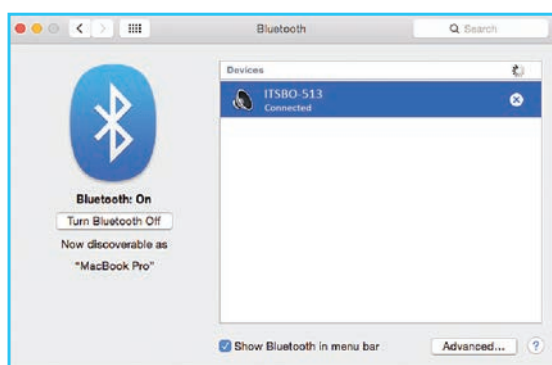 Bluetooth
Search
Devices
ITSBO-513
Connected
Bluetooth: On
Turn Bluetooth Off
Now discoverable as
"MacBook Pro"
Show Bluetooth in menu bar
Advanced...
?